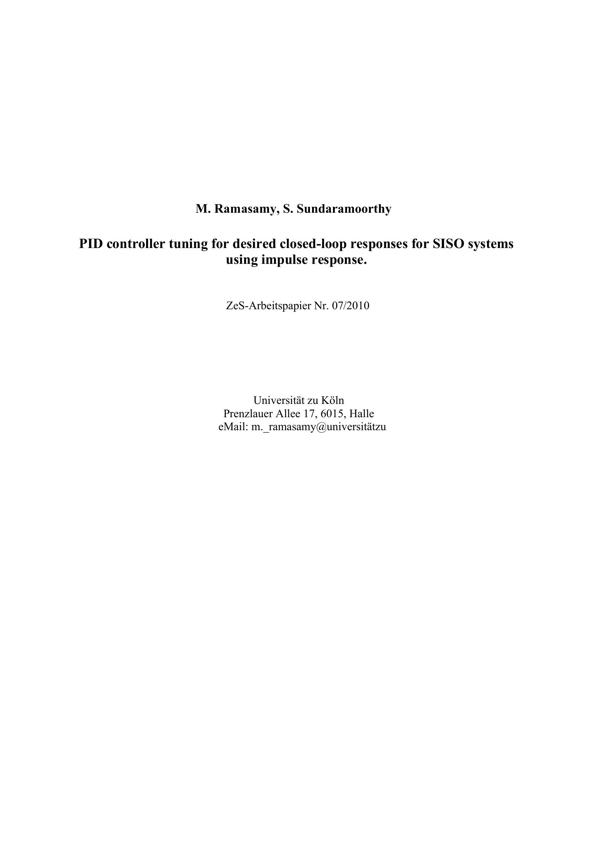 M. Ramasamy, S. Sundaramoorthy
PID controller tuning for desired closed-loop responses for SISO systems
using impulse response.
ZeS-Arbeitspapier Nr. 07/2010
Universität zu Köln
Prenzlauer Allee 17, 6015, Halle
eMail: m._ramasamy@universitätzu